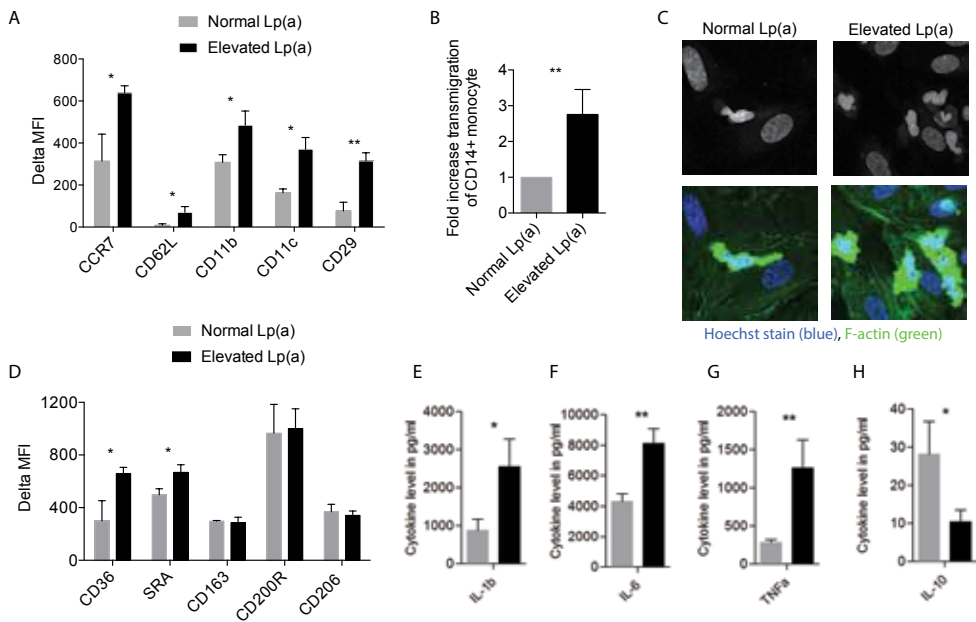 A
Normal Lp(a)
Elevated Lp(a)
Delta MFI
800
600
400
200
0
*
*
*
*
**
CCR7
CD62L
CD11b
CD11c
CD29
B
Fold increase transmigration
of CD14+ monocyte
4
3
2
1
0
**
Normal Lp(a)
Elevated Lp(a)
C
Normal Lp(a)
Elevated Lp(a)
Hoechst stain (blue), F-actin (green)
Normal Lp(a)
Elevated Lp(a)
D
Delta MFI
1200
800
400
0
*
*
CD36
SRA
CD163
CD200R
CD206
E
Cytokine level in pg/ml
4000
3000
2000
1000
0
*
IL-1b
F
Cytokine level in pg/ml
10000
8000
6000
4000
2000
0
**
IL-6
G
Cytokine level in pg/ml
2000
1500
1000
500
0
**
TNFa
H
Cytokine level in pg/ml
40
30
20
10
0
*
IL-10